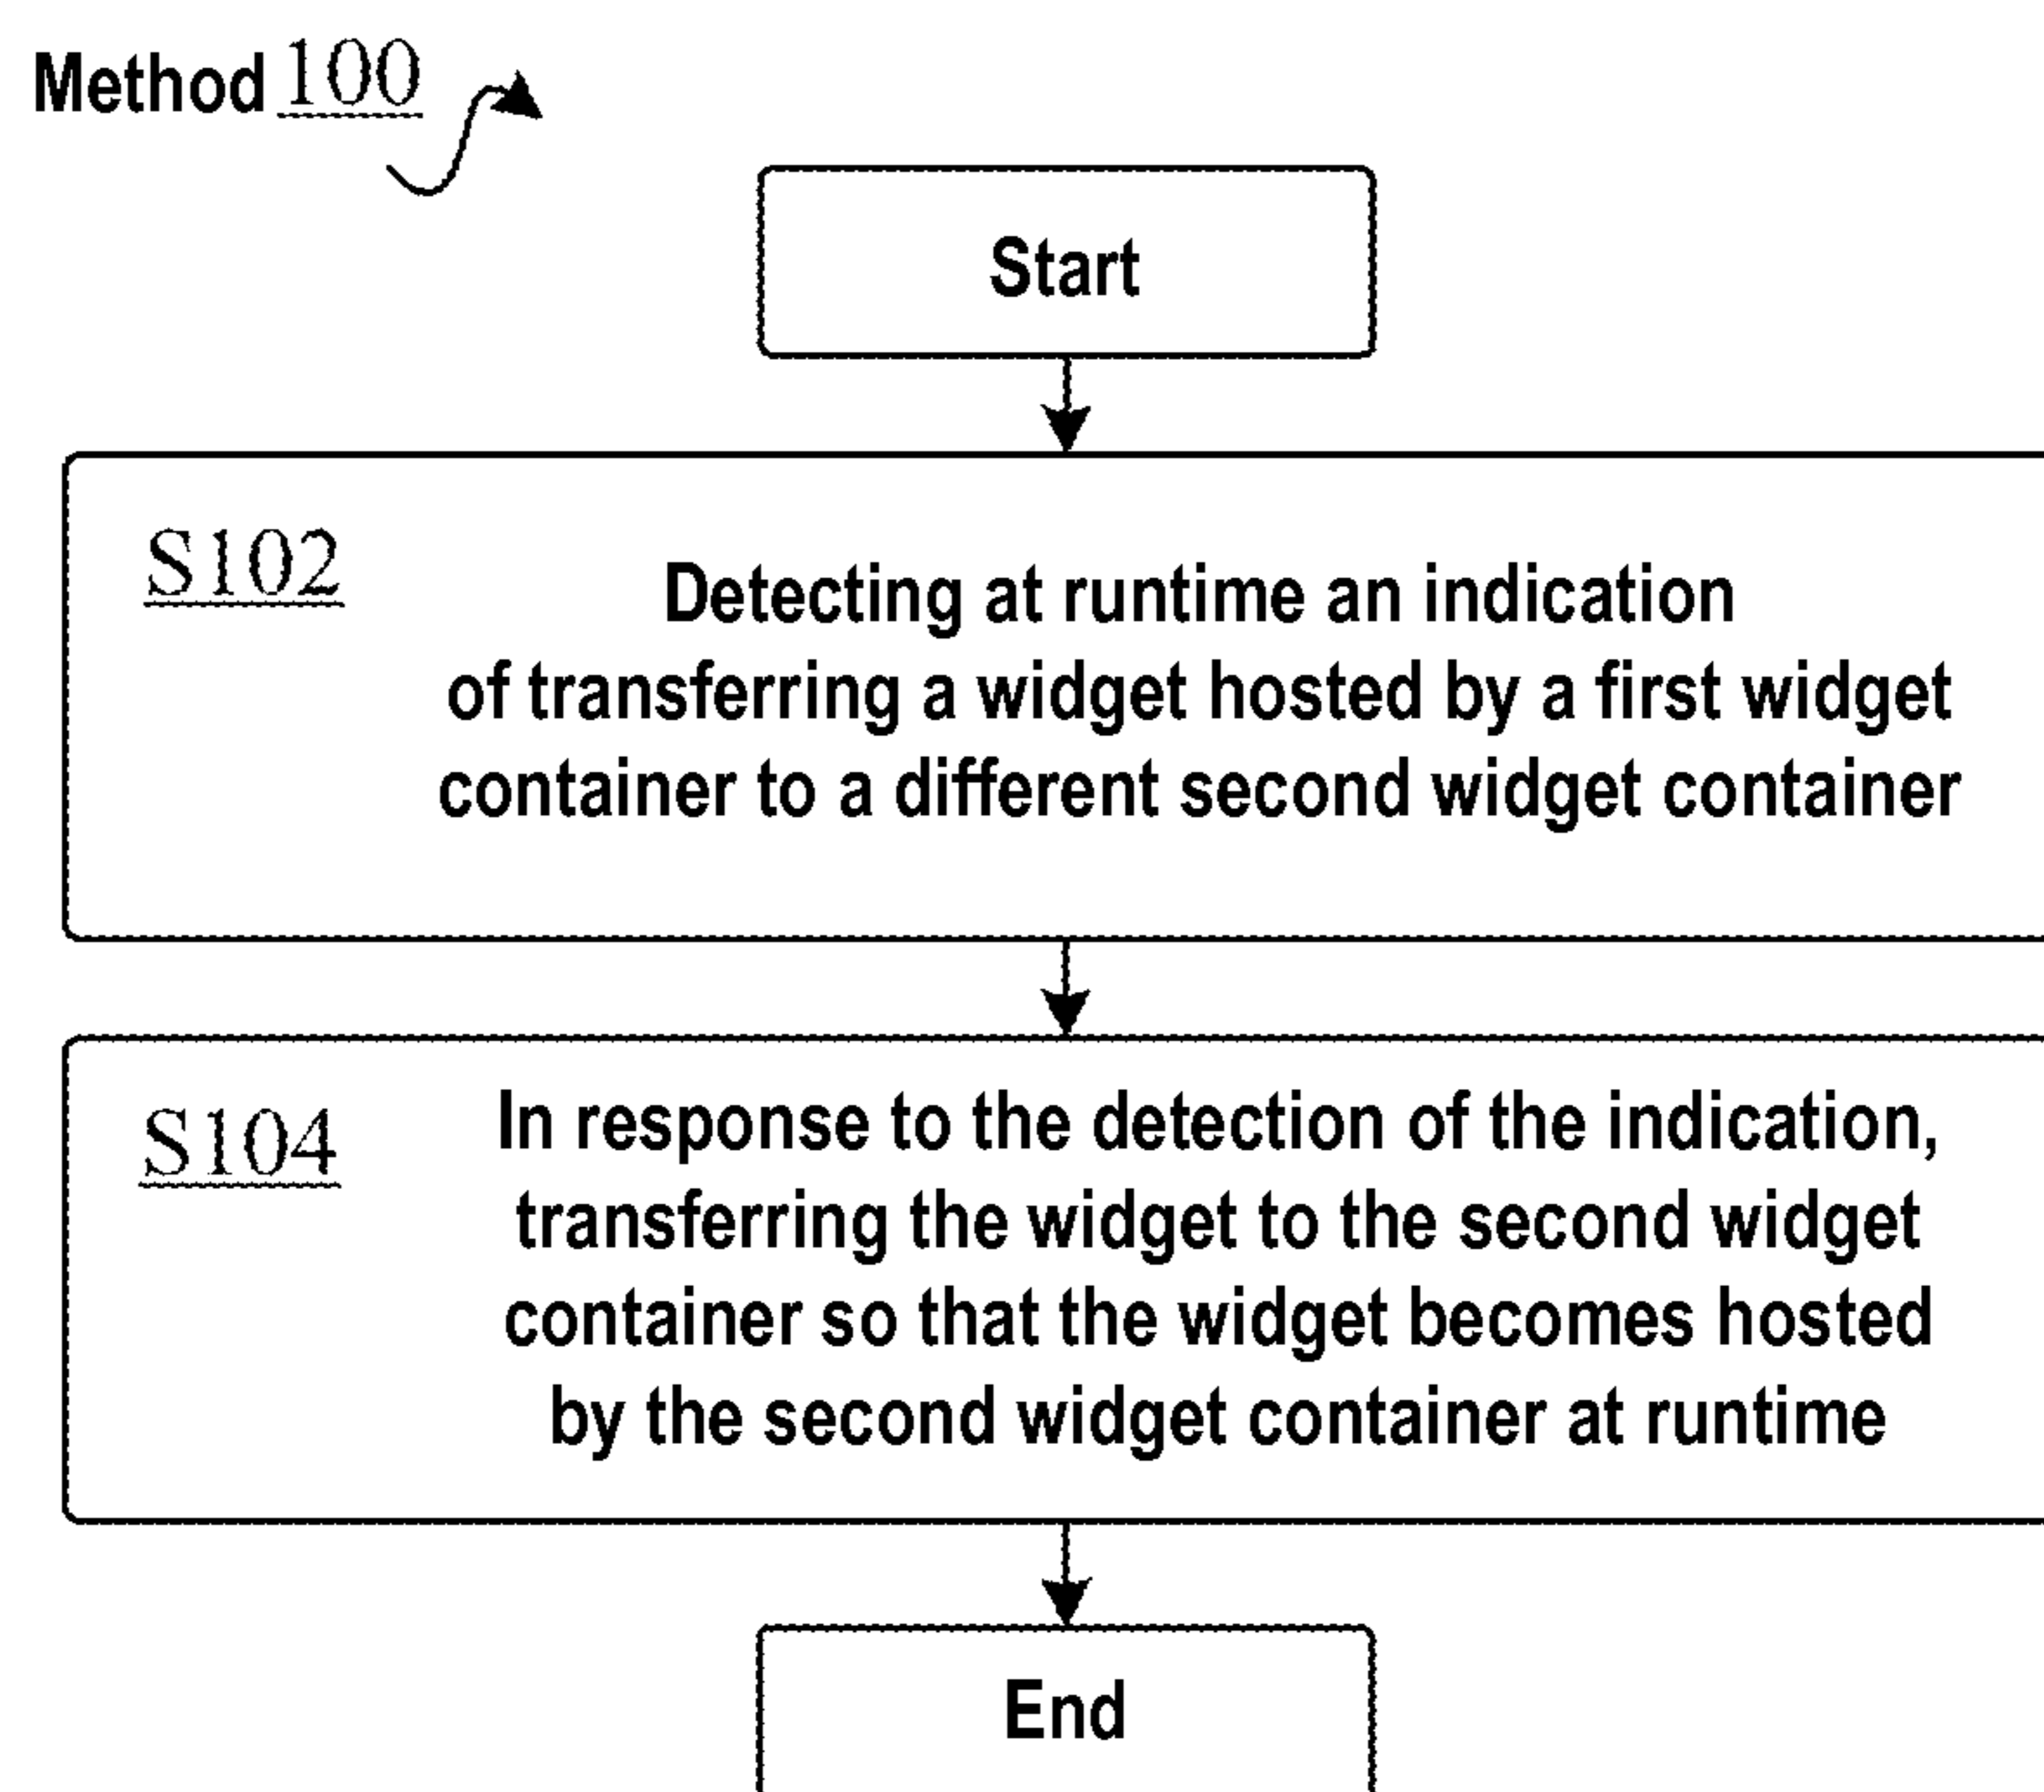 Method 100
Start
S102
Detecting at runtime an indication
of transferring a widget hosted by a first widget
container to a different second widget container
S104
In response to the detection of the indication,
transferring the widget to the second widget
container so that the widget becomes hosted
by the second widget container at runtime
End